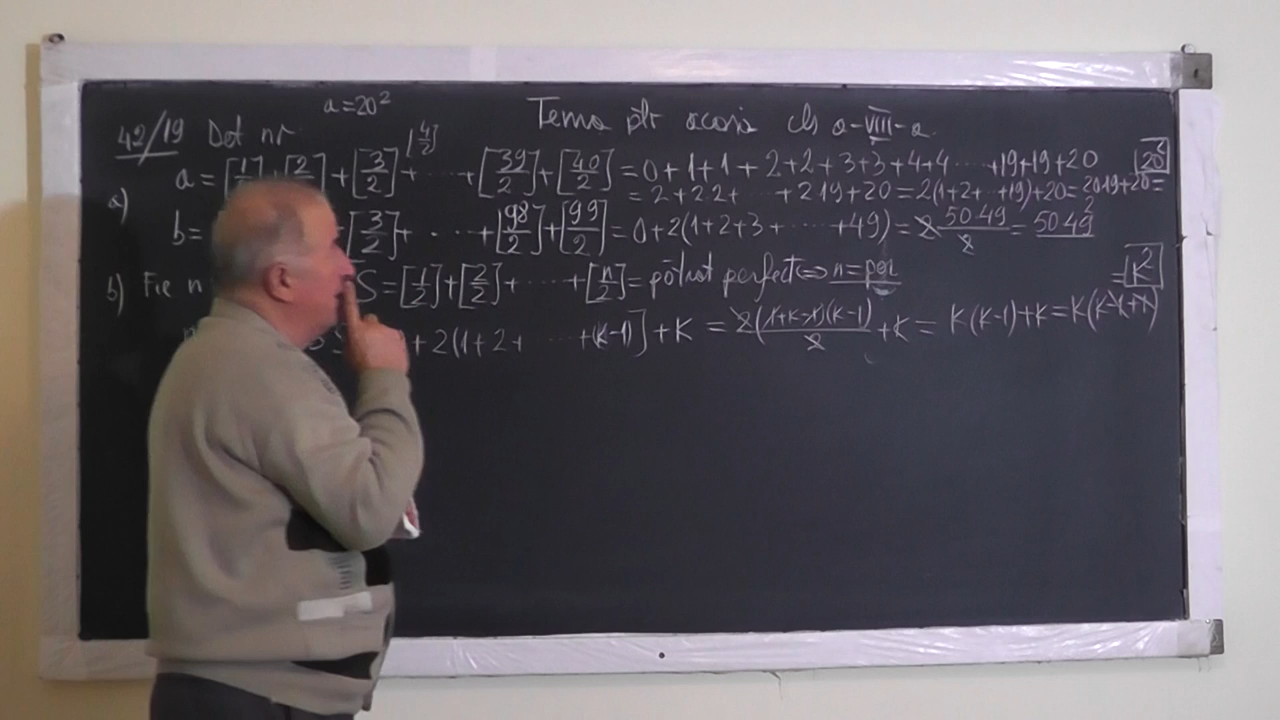 a=20²
Tema ptr acasă cls a-VIII-a
42/19 Det nr
a) a=[1/2]+[2/2]+[3/2]+[4/2]+.....+[39/2]+[40/2]=0+1+1+2+2+3+3+4+4.....+19+19+20 20²
=2+2·2+ ..... +2·19+20=2(1+2+...+19)+20=20·19+20=
b= [3/2]+.....+[98/2]+[99/2]=0+2(1+2+3+.....+49)=2 50·49/2=50·49
b) Fie n S=[1/2]+[2/2]+.....+[n/2]=pătrat perfect⇔n=par
+2(1+2+ .....+(k-1)]+K=2(1+k-1)(k-1)/2+k=K(k-1)+k=K(k-1+1)
=K²